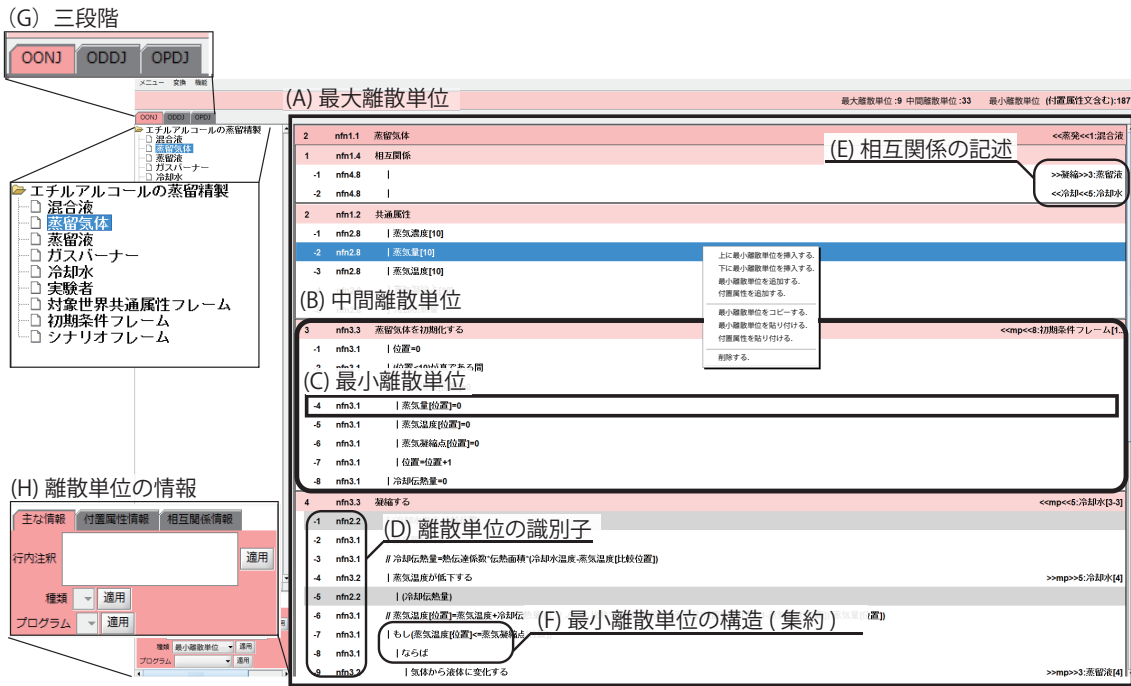 (G) 三段階
OONJ ODDJ OPDJ
メニュー 変換 機能
(A) 最大離散単位
最大離散単位 :9 中間離散単位 :33 最小離散単位 (付置属性文含む):187
OONJ ODDJ OPDJ
エチルアルコールの蒸留精製
混合液
蒸留気体
蒸留液
ガスバーナー
冷却水
エチルアルコールの蒸留精製
混合液
蒸留気体
蒸留液
ガスバーナー
冷却水
実験者
対象世界共通属性フレーム
初期条件フレーム
シナリオフレーム
2 nfn1.1 蒸留気体 <<蒸発<<1:混合液
(E) 相互関係の記述
1 nfn1.4 相互関係
-1 nfn4.8 | >>凝縮>>3:蒸留液
-2 nfn4.8 | <<冷却<<5:冷却水
2 nfn1.2 共通属性
-1 nfn2.8 | 蒸気濃度[10]
-2 nfn2.8 | 蒸気量[10]
-3 nfn2.8 | 蒸気温度[10]
上に最小離散単位を挿入する.
下に最小離散単位を挿入する.
最小離散単位を追加する.
付置属性を追加する.
最小離散単位をコピーする.
最小離散単位を貼り付ける.
付置属性を貼り付ける.
削除する.
(B) 中間離散単位
3 nfn3.3 蒸留気体を初期化する <<mp<<8:初期条件フレーム[1...
-1 nfn3.1 | 位置=0
-2 nfn3.1 | (位置<10)が真である間
(C) 最小離散単位
-4 nfn3.1 | 蒸気量[位置]=0
-5 nfn3.1 | 蒸気温度[位置]=0
-6 nfn3.1 | 蒸気凝縮点[位置]=0
-7 nfn3.1 | 位置=位置+1
-8 nfn3.1 | 冷却伝熱量=0
4 nfn3.3 凝縮する <<mp<<5:冷却水[3-3]
-1 nfn2.2
(D) 離散単位の識別子
-2 nfn3.1
-3 nfn3.1 // 冷却伝熱量=熱伝達係数*伝熱面積*(冷却水温度-蒸気温度[比較位置])
-4 nfn3.2 | 蒸気温度が低下する >>mp>>5:冷却水[4]
-5 nfn2.2 | (冷却伝熱量)
-6 nfn3.1 // 蒸気温度[位置]=蒸気温度+冷却伝
(F) 最小離散単位の構造 ( 集約 )
-7 nfn3.1 | もし(蒸気温度[位置]<=蒸気凝縮点
-8 nfn3.1 | ならば
-9 nfn3.2 | 気体から液体に変化する >>mp>>3:蒸留液[4]
(H) 離散単位の情報
主な情報 付置属性情報 相互関係情報
行内注釈 適用
種類 適用
プログラム 適用
種類 最小離散単位 適用
プログラム 適用